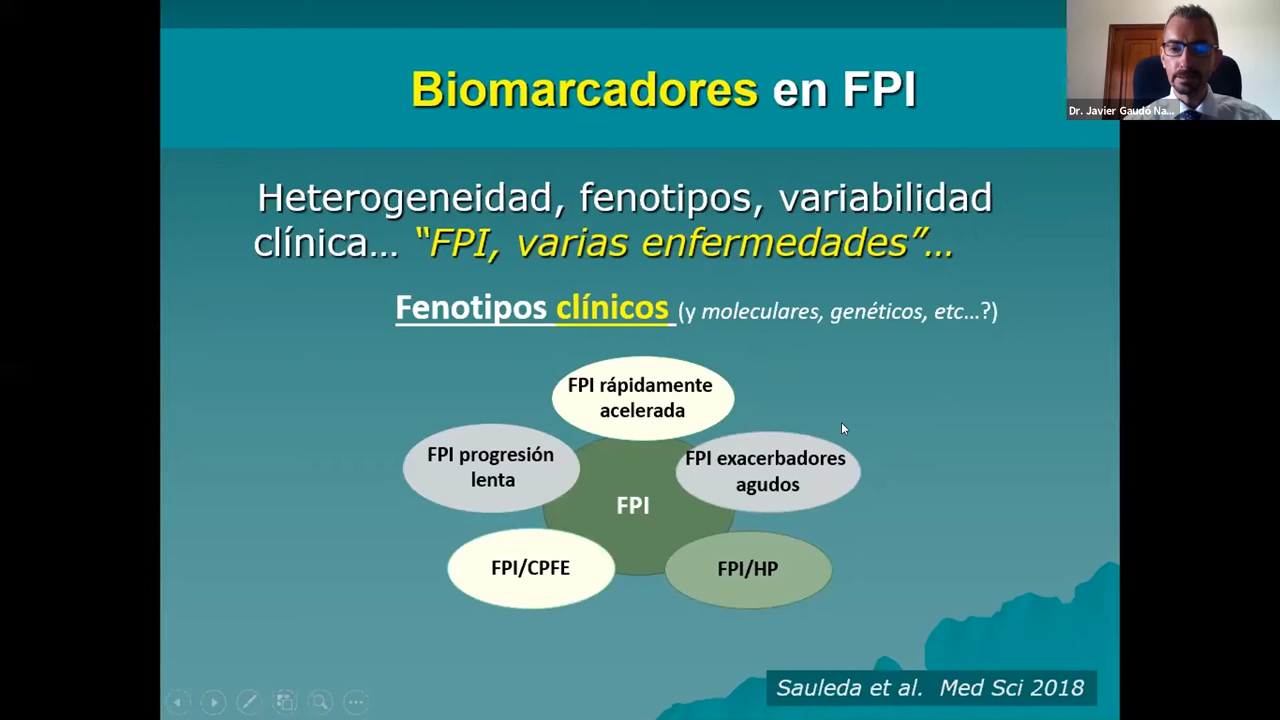 Biomarcadores en FPI
Dr. Javier Gaudó Na...
Heterogeneidad, fenotipos, variabilidad
clínica... “FPI, varias enfermedades”...
Fenotipos clínicos (y moleculares, genéticos, etc...?)
FPI rápidamente
acelerada
FPI progresión
lenta
FPI exacerbadores
agudos
FPI
FPI/CPFE
FPI/HP
Sauleda et al. Med Sci 2018